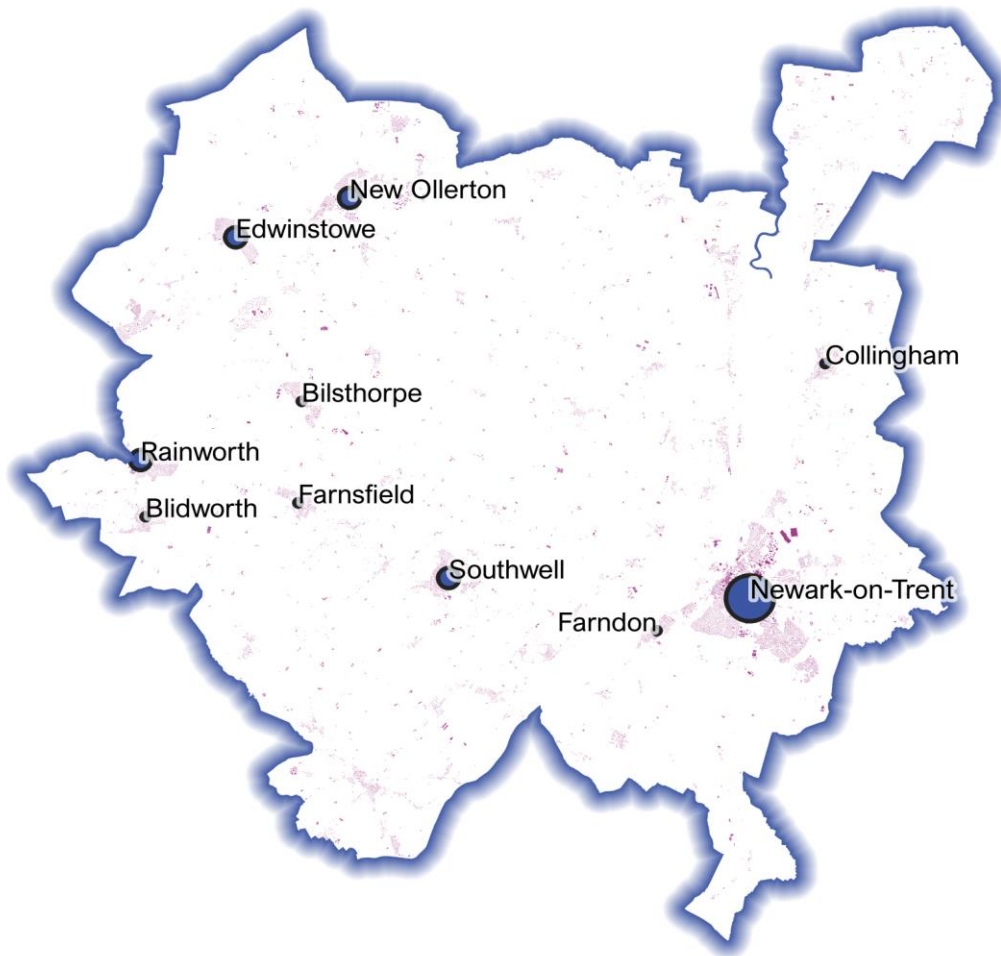 New Ollerton
Edwinstowe
Collingham
Bilsthorpe
Rainworth
Farnsfield
Blidworth
Southwell
Newark-on-Trent
Farndon